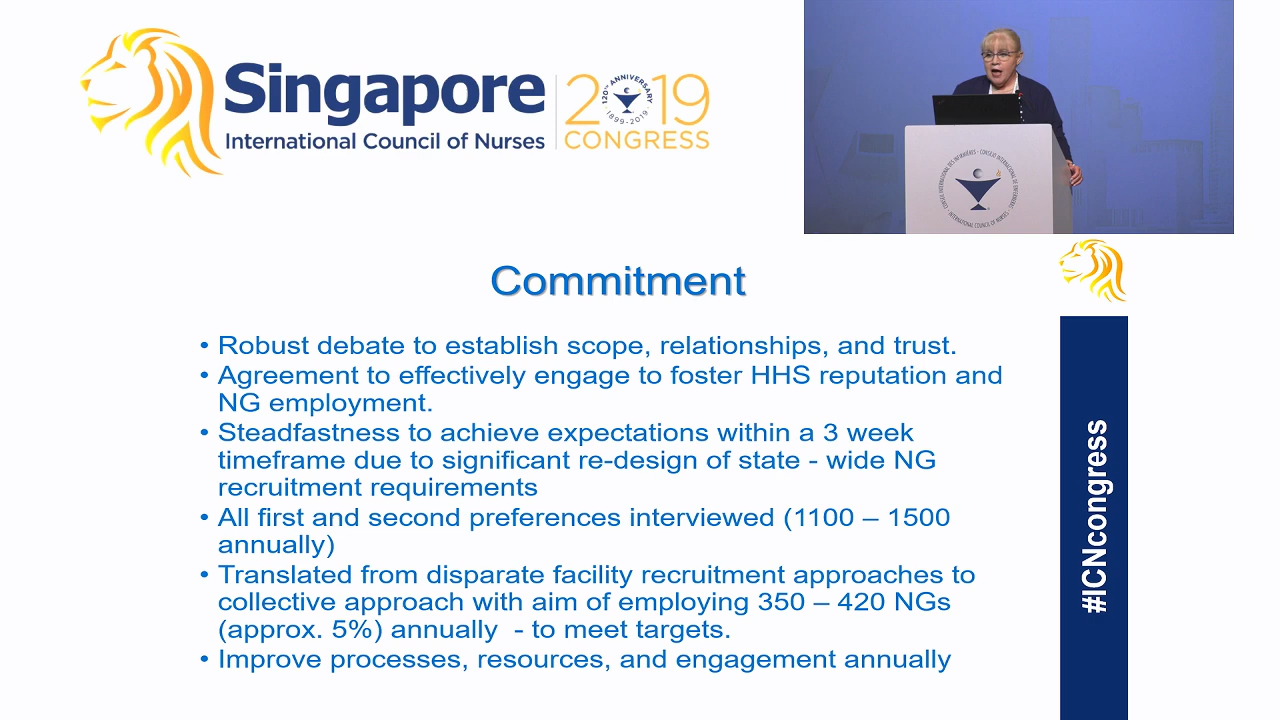 Singapore
International Council of Nurses
2019
CONGRESS
120TH ANNIVERSARY
1899-2019
Commitment
• Robust debate to establish scope, relationships, and trust.
• Agreement to effectively engage to foster HHS reputation and
NG employment.
• Steadfastness to achieve expectations within a 3 week
timeframe due to significant re-design of state - wide NG
recruitment requirements
• All first and second preferences interviewed (1100 – 1500
annually)
• Translated from disparate facility recruitment approaches to
collective approach with aim of employing 350 – 420 NGs
(approx. 5%) annually  - to meet targets.
• Improve processes, resources, and engagement annually
#ICNcongress